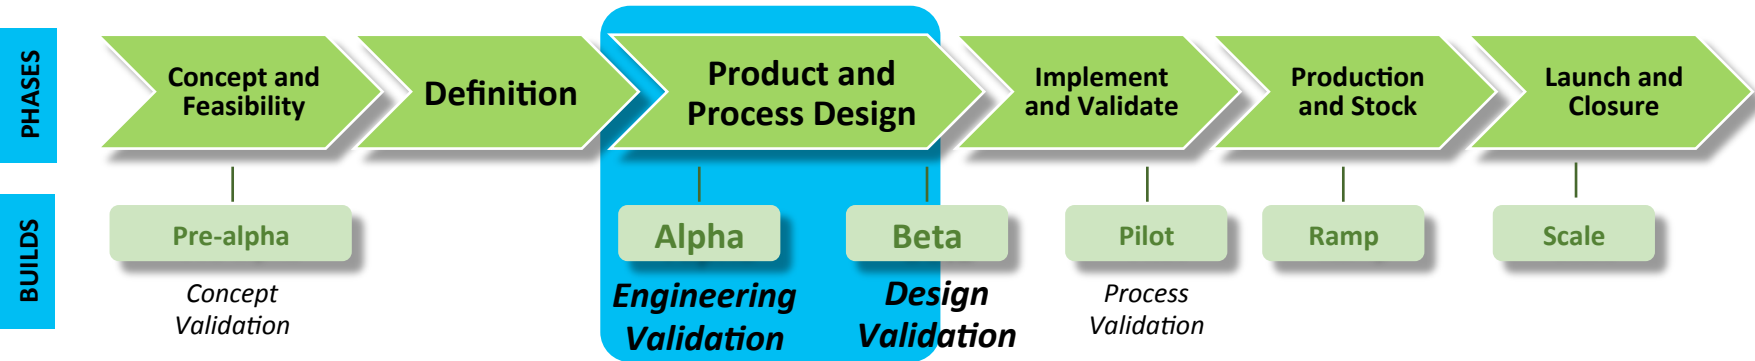 PHASES
Concept and
Feasibility
Definition
Product and
Process Design
Implement
and Validate
Production
and Stock
Launch and
Closure
BUILDS
Pre-alpha
Concept
Validation
Alpha
Engineering
Validation
Beta
Design
Validation
Pilot
Process
Validation
Ramp
Scale